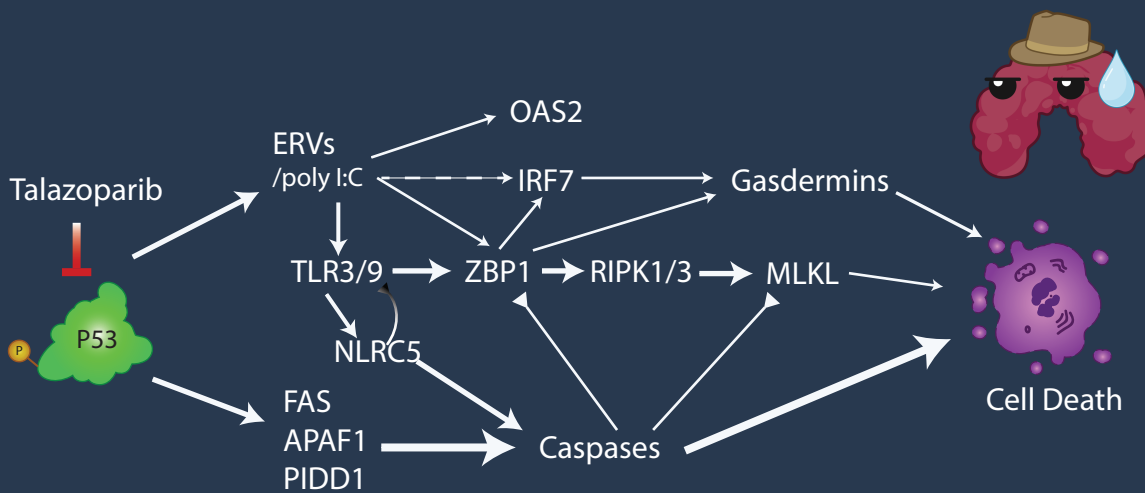 OAS2
ERVs
/poly I:C
IRF7
Gasdermins
Talazoparib
TLR3/9
ZBP1
RIPK1/3
MLKL
P53
P
NLRC5
FAS
APAF1
PIDD1
Caspases
Cell Death